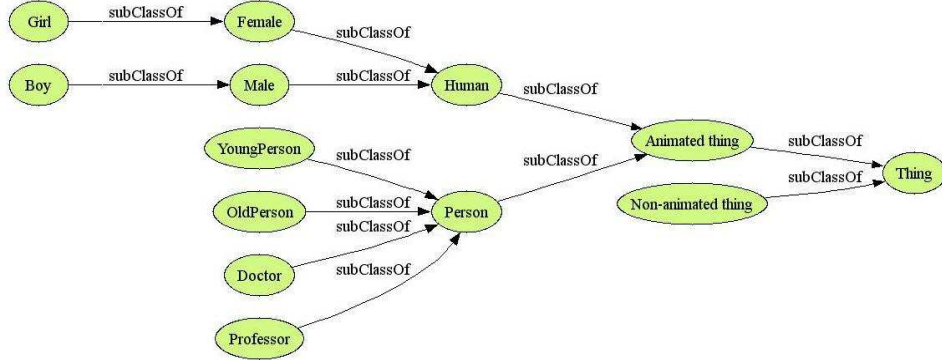 Girl
subClassOf
Female
subClassOf
Boy
subClassOf
Male
subClassOf
Human
subClassOf
YoungPerson
subClassOf
Animated thing
subClassOf
Thing
OldPerson
subClassOf
Person
subClassOf
Non-animated thing
subClassOf
Doctor
subClassOf
Professor
subClassOf